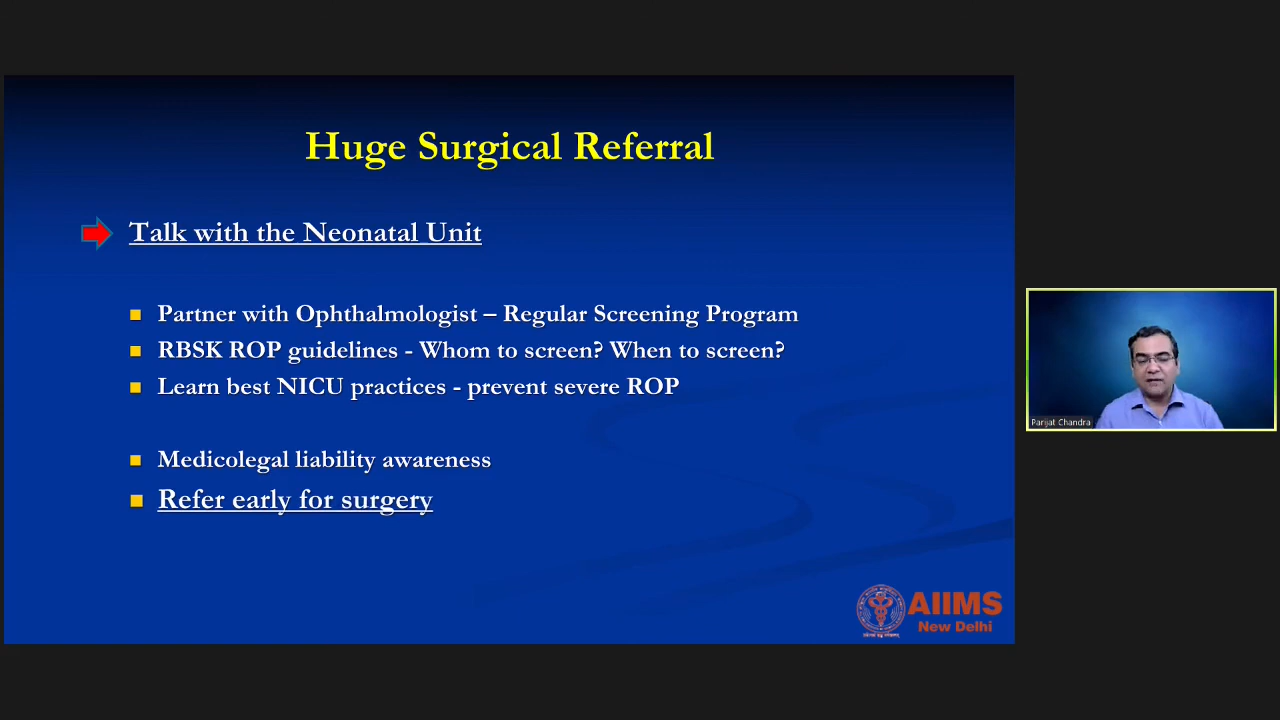 Huge Surgical Referral
Talk with the Neonatal Unit
Partner with Ophthalmologist – Regular Screening Program
RBSK ROP guidelines - Whom to screen? When to screen?
Learn best NICU practices - prevent severe ROP
Medicolegal liability awareness
Refer early for surgery
AIIMS
New Delhi
Parijat Chandra